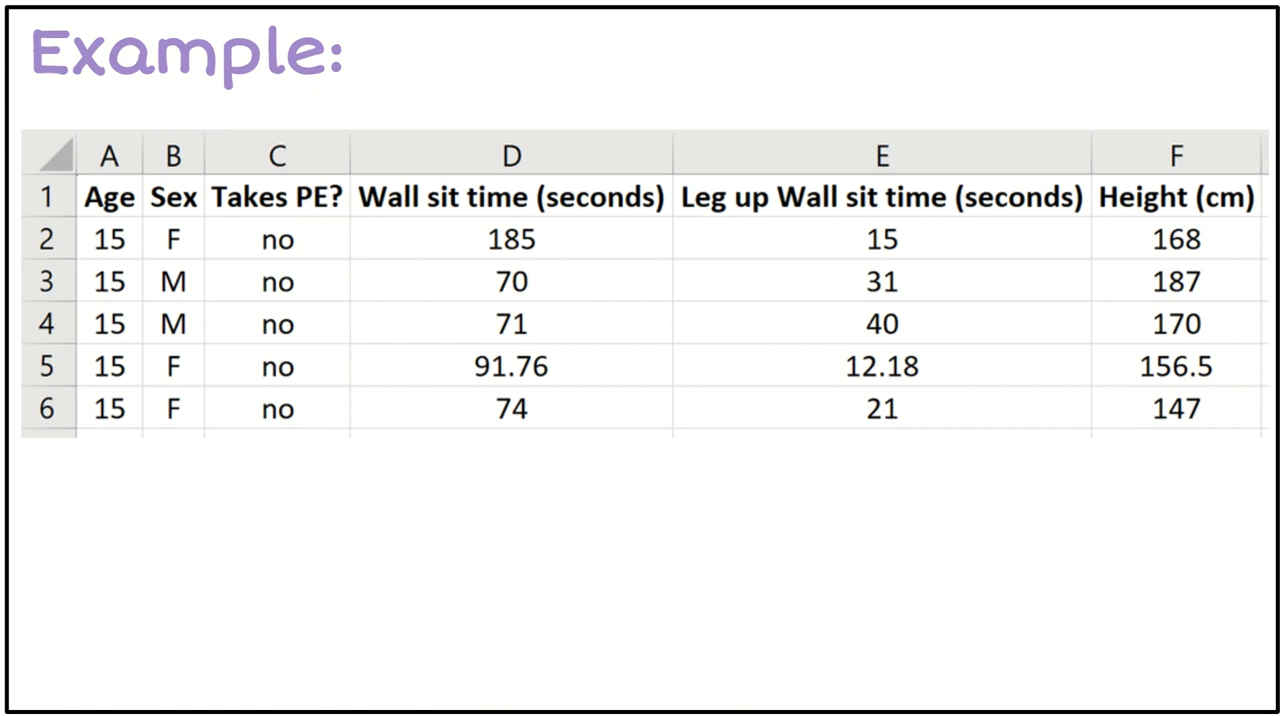 Example:
A B C D E F
1 Age Sex Takes PE? Wall sit time (seconds) Leg up Wall sit time (seconds) Height (cm)
2 15 F no 185 15 168
3 15 M no 70 31 187
4 15 M no 71 40 170
5 15 F no 91.76 12.18 156.5
6 15 F no 74 21 147